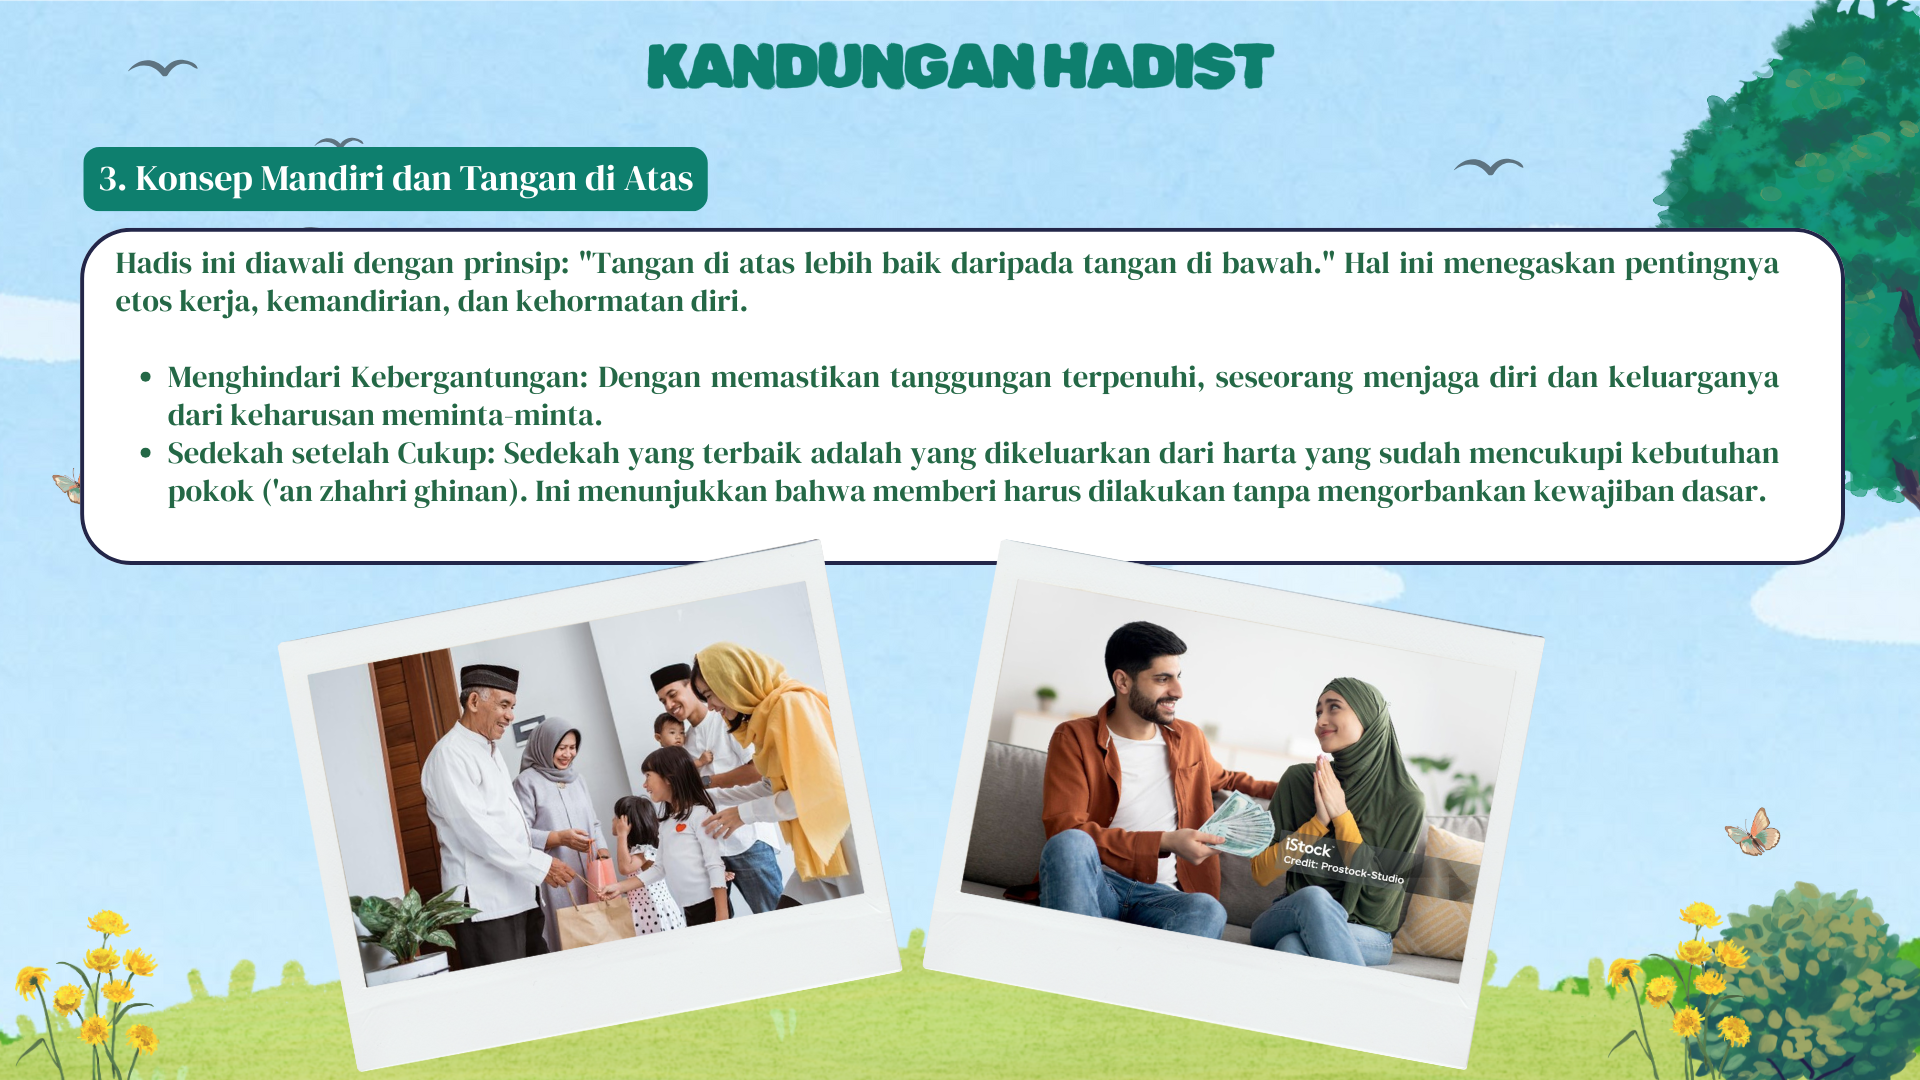 KANDUNGAN HADIST
3. Konsep Mandiri dan Tangan di Atas
Hadis ini diawali dengan prinsip: "Tangan di atas lebih baik daripada tangan di bawah." Hal ini menegaskan pentingnya
etos kerja, kemandirian, dan kehormatan diri.
• Menghindari Kebergantungan: Dengan memastikan tanggungan terpenuhi, seseorang menjaga diri dan keluarganya
dari keharusan meminta-minta.
• Sedekah setelah Cukup: Sedekah yang terbaik adalah yang dikeluarkan dari harta yang sudah mencukupi kebutuhan
pokok ('an zhahri ghinan). Ini menunjukkan bahwa memberi harus dilakukan tanpa mengorbankan kewajiban dasar.
iStock
Credit: Prostock-Studio